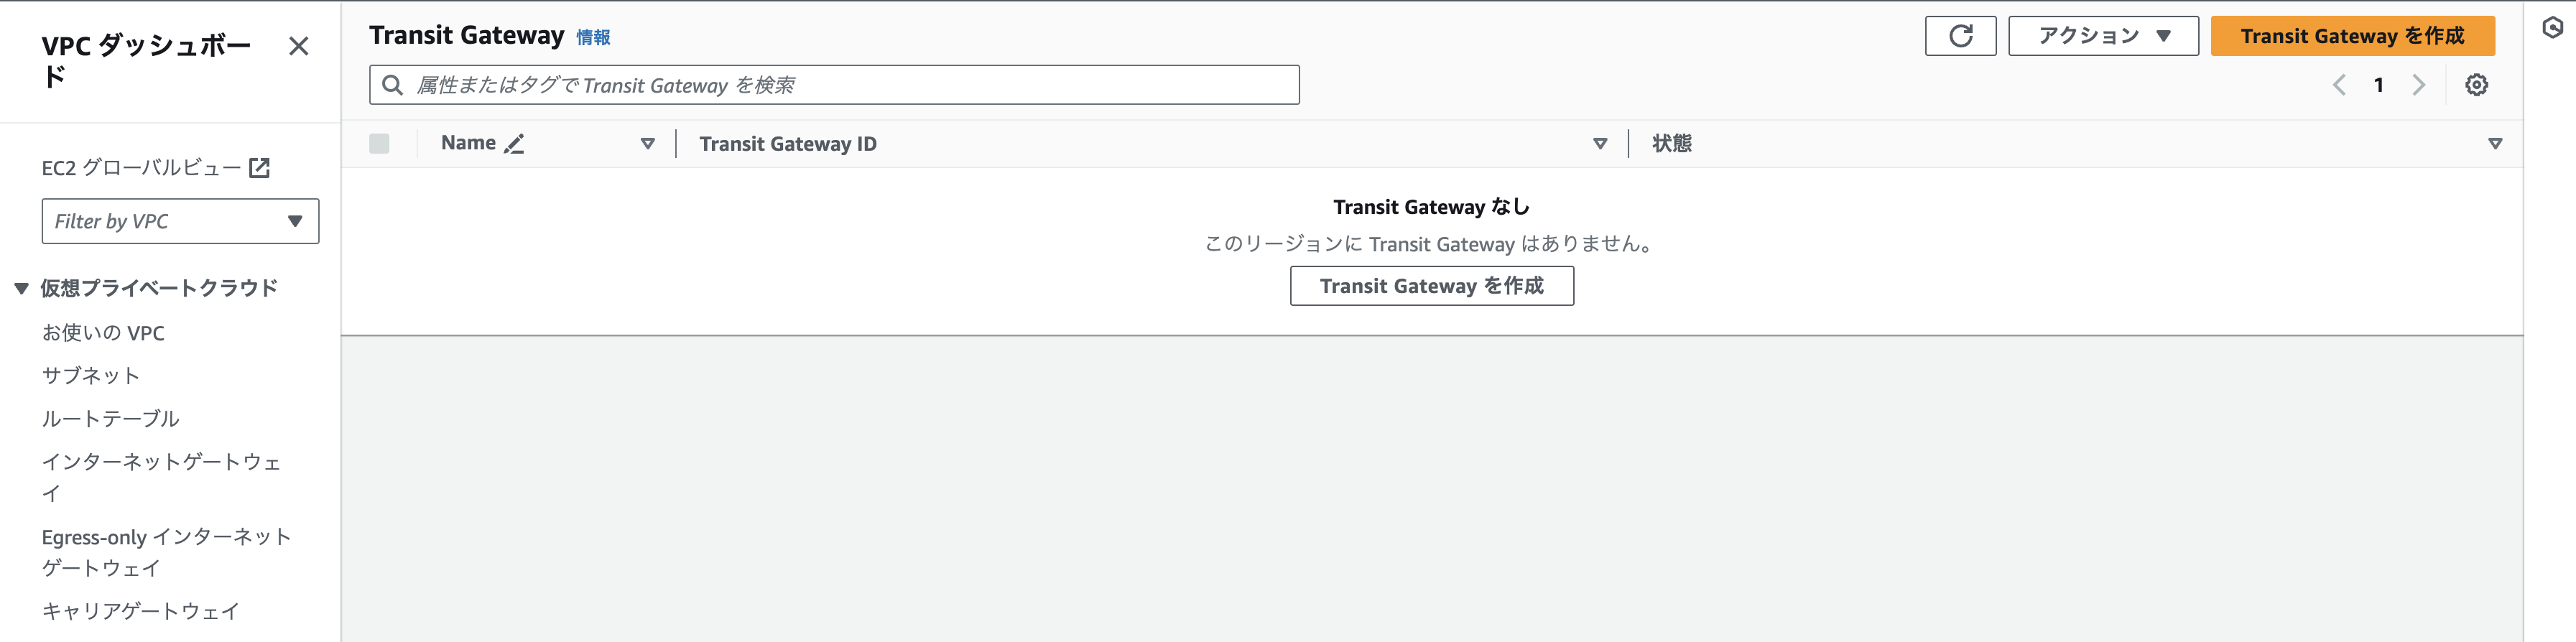 VPC ダッシュボー
ド
EC2 グローバルビュー
Filter by VPC
仮想プライベートクラウド
お使いの VPC
サブネット
ルートテーブル
インターネットゲートウェ
イ
Egress-only インターネット
ゲートウェイ
キャリアゲートウェイ
Transit Gateway 情報
アクション
Transit Gateway を作成
属性またはタグで Transit Gateway を検索
1
Name Transit Gateway ID 状態
Transit Gateway なし
このリージョンに Transit Gateway はありません。
Transit Gateway を作成